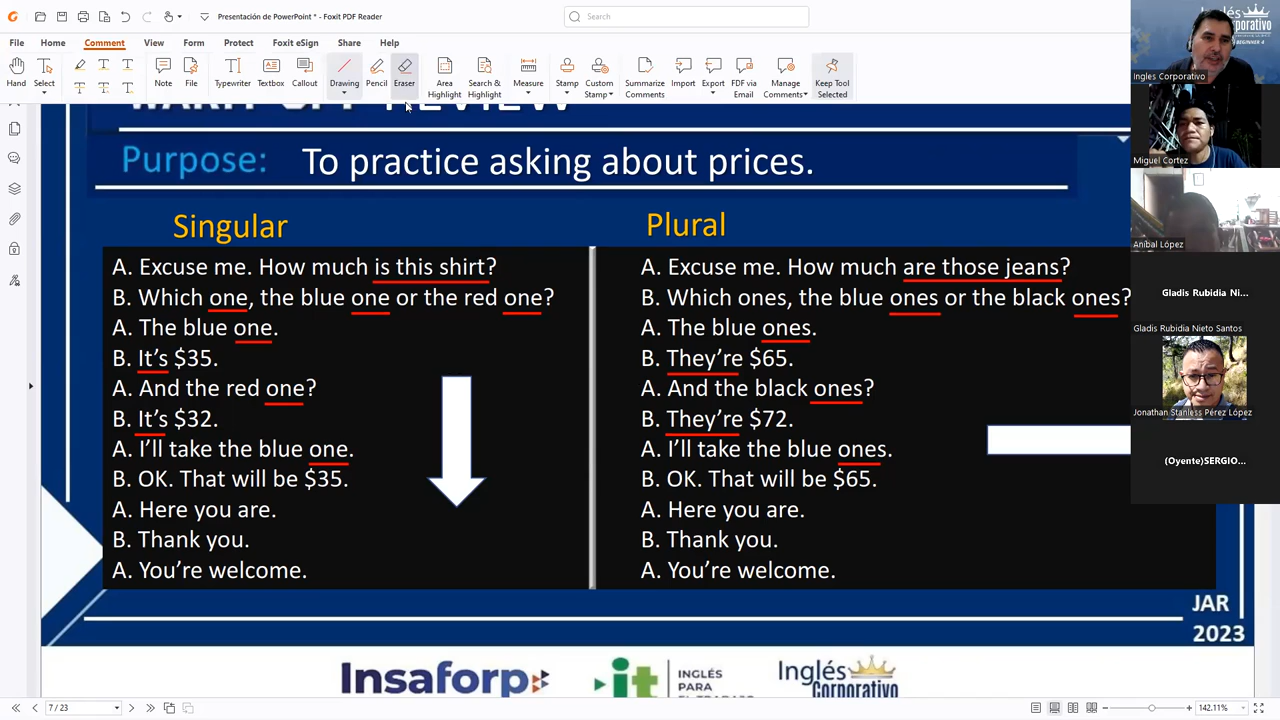 Presentación de PowerPoint * - Foxit PDF Reader
Search
File Home Comment View Form Protect Foxit eSign Share Help
Hand Select Note File Typewriter Textbox Callout Drawing Pencil Eraser Area Highlight Search & Highlight Measure Stamp Custom Stamp Summarize Comments Import Export FDF via Email Manage Comments Keep Tool Selected
WARM-UP / REVIEW
Purpose: To practice asking about prices.
Singular
A. Excuse me. How much is this shirt?
B. Which one, the blue one or the red one?
A. The blue one.
B. It's $35.
A. And the red one?
B. It's $32.
A. I'll take the blue one.
B. OK. That will be $35.
A. Here you are.
B. Thank you.
A. You're welcome.
Plural
A. Excuse me. How much are those jeans?
B. Which ones, the blue ones or the black ones?
A. The blue ones.
B. They're $65.
A. And the black ones?
B. They're $72.
A. I'll take the blue ones.
B. OK. That will be $65.
A. Here you are.
B. Thank you.
A. You're welcome.
JAR
2023
Insaforp
it
INGLÉS
PARA
Inglés
Corporativo
Inglés
Corporativo
BEGINNER 4
Ingles Corporativo
Miguel Cortez
Aníbal López
Gladis Rubidia Ni...
Gladis Rubidia Nieto Santos
Jonathan Stanless Pérez López
(Oyente)SERGIO...
7 / 23
142.11%